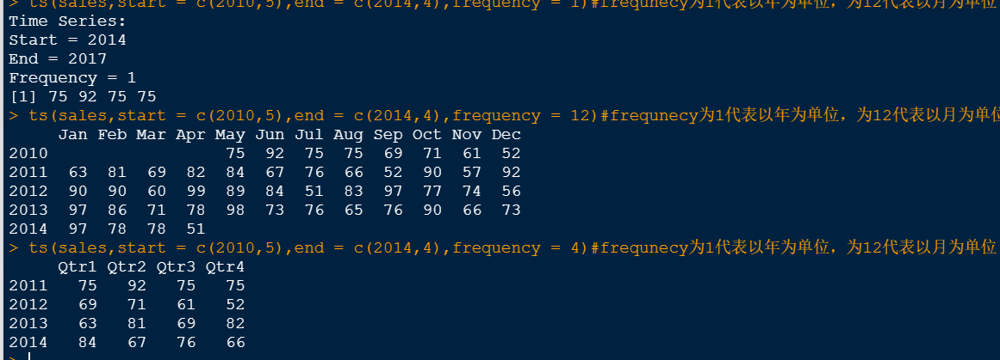 > ts(sales,start = c(2010,5),end = c(2014,4),frequency = 1)#frequnecy为1代表以年为单位，为12代表以月为单位
Time Series:
Start = 2014
End = 2017
Frequency = 1
[1] 75 92 75 75
> ts(sales,start = c(2010,5),end = c(2014,4),frequency = 12)#frequnecy为1代表以年为单位，为12代表以月为单位
Jan Feb Mar Apr May Jun Jul Aug Sep Oct Nov Dec
2010 75 92 75 75 69 71 61 52
2011 63 81 69 82 84 67 76 66 52 90 57 92
2012 90 90 60 99 89 84 51 83 97 77 74 56
2013 97 86 71 78 98 73 76 65 76 90 66 73
2014 97 78 78 51
> ts(sales,start = c(2010,5),end = c(2014,4),frequency = 4)#frequnecy为1代表以年为单位，为12代表以月为单位
Qtr1 Qtr2 Qtr3 Qtr4
2011 75 92 75 75
2012 69 71 61 52
2013 63 81 69 82
2014 84 67 76 66
>